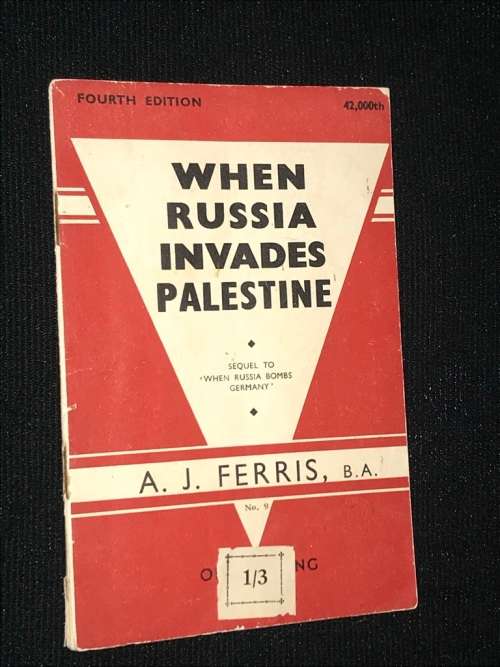 FOURTH EDITION 42,000th
WHEN
RUSSIA
INVADES
PALESTINE
SEQUEL TO
'WHEN RUSSIA BOMBS
GERMANY'
A. J. FERRIS, B.A.
No. 9
1/3